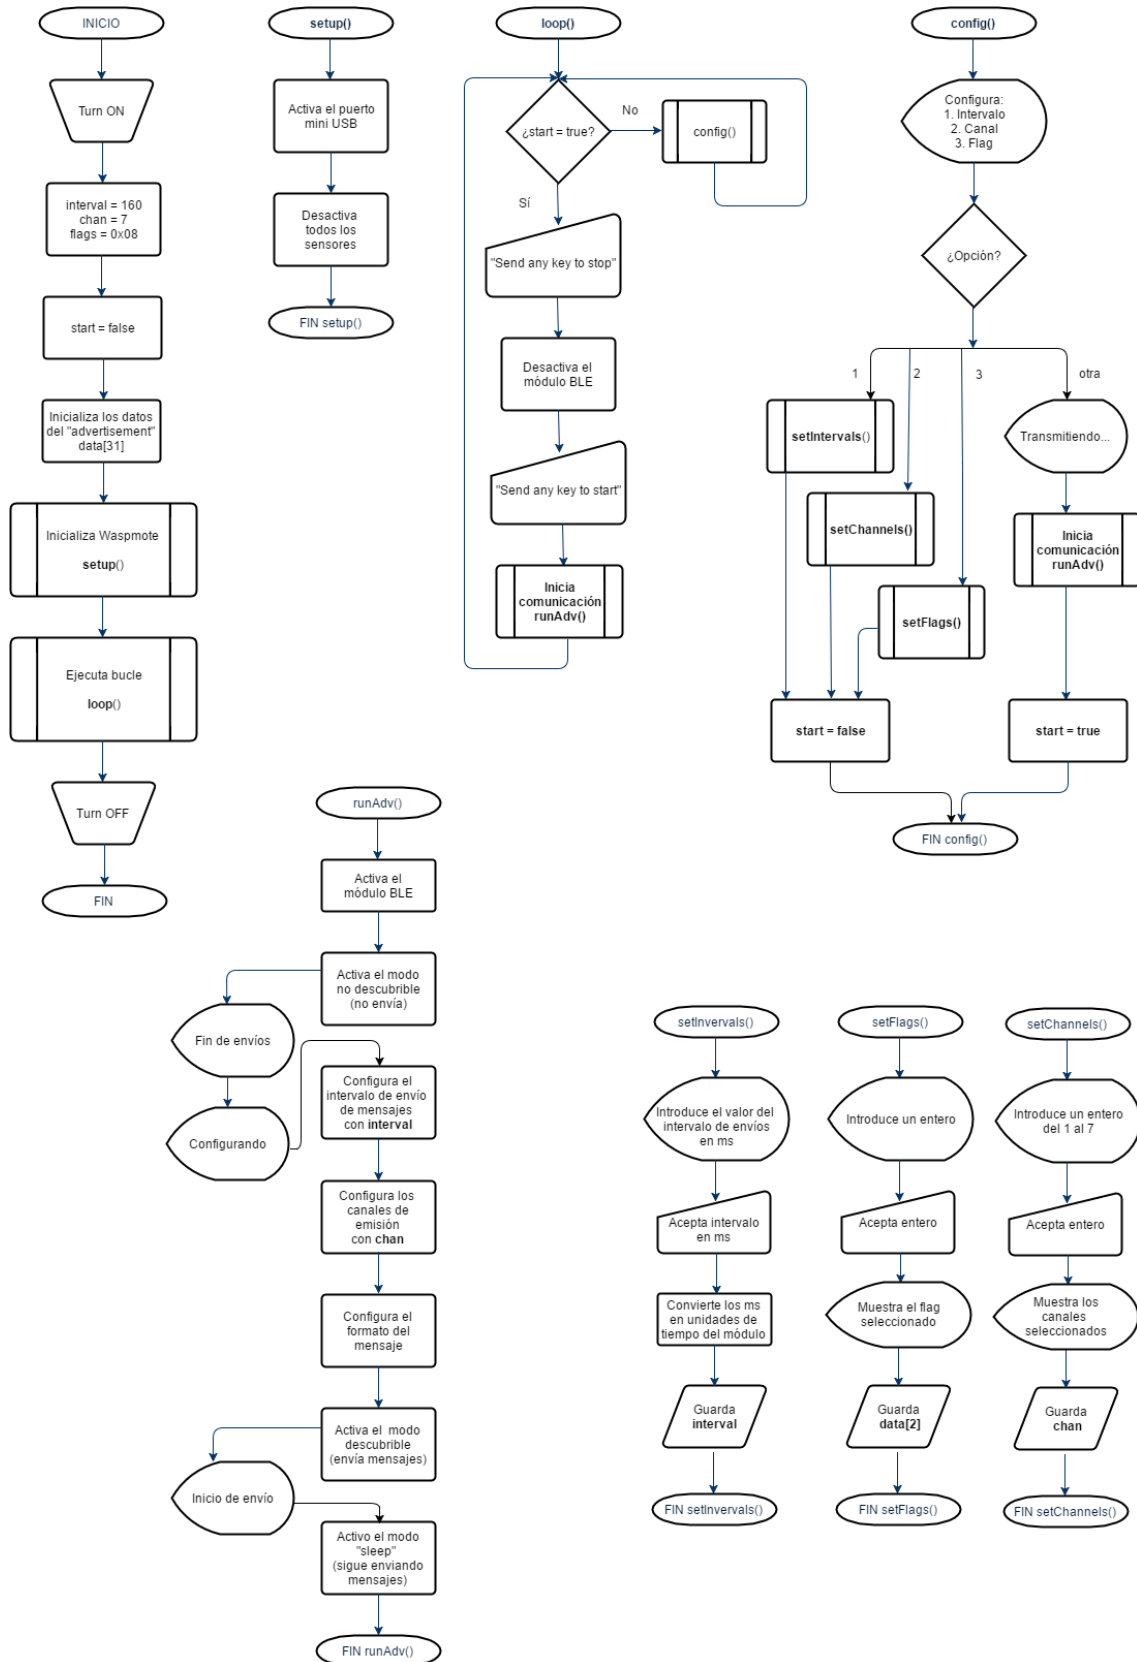 INICIO
Turn ON
interval = 160
chan = 7
flags = 0x08
start = false
Inicializa los datos
del "advertisement"
data[31]
Inicializa Waspmote
setup()
Ejecuta bucle
loop()
Turn OFF
FIN
setup()
Activa el puerto
mini USB
Desactiva
todos los
sensores
FIN setup()
loop()
¿start = true?
No
config()
Sí
"Send any key to stop"
Desactiva el
módulo BLE
"Send any key to start"
Inicia
comunicación
runAdv()
config()
Configura:
1. Intervalo
2. Canal
3. Flag
¿Opción?
1
2
3
otra
setIntervals()
setChannels()
setFlags()
Transmitiendo...
Inicia
comunicación
runAdv()
start = false
start = true
FIN config()
runAdv()
Activa el
módulo BLE
Activa el modo
no descubrible
(no envía)
Fin de envíos
Configurando
Configura el
intervalo de envío
de mensajes
con interval
Configura los
canales de
emisión
con chan
Configura el
formato del
mensaje
Activa el modo
descubrible
(envía mensajes)
Inicio de envío
Activo el modo
"sleep"
(sigue enviando
mensajes)
FIN runAdv()
setInvervals()
Introduce el valor del
intervalo de envíos
en ms
Acepta intervalo
en ms
Convierte los ms
en unidades de
tiempo del módulo
Guarda
interval
FIN setInvervals()
setFlags()
Introduce un entero
Acepta entero
Muestra el flag
seleccionado
Guarda
data[2]
FIN setFlags()
setChannels()
Introduce un entero
del 1 al 7
Acepta entero
Muestra los
canales
seleccionados
Guarda
chan
FIN setChannels()